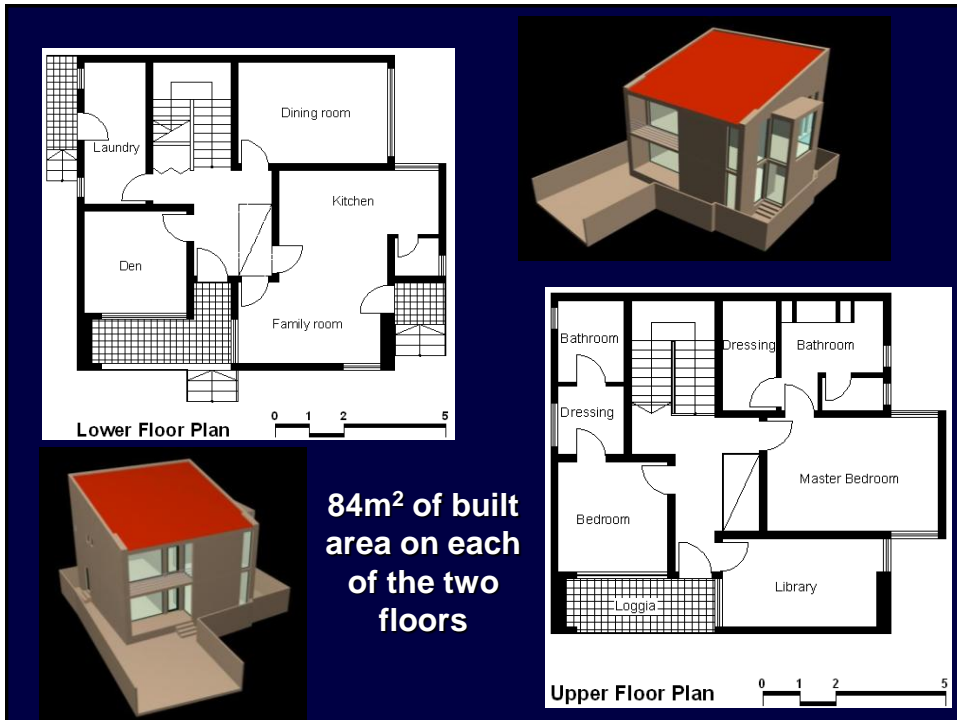 Dining room
Laundry
Kitchen
Den
Family room
0 1 2 5
Lower Floor Plan
84m² of built
area on each
of the two
floors
Bathroom
Dressing
Bathroom
Dressing
Master Bedroom
Bedroom
Library
Loggia
0 1 2 5
Upper Floor Plan